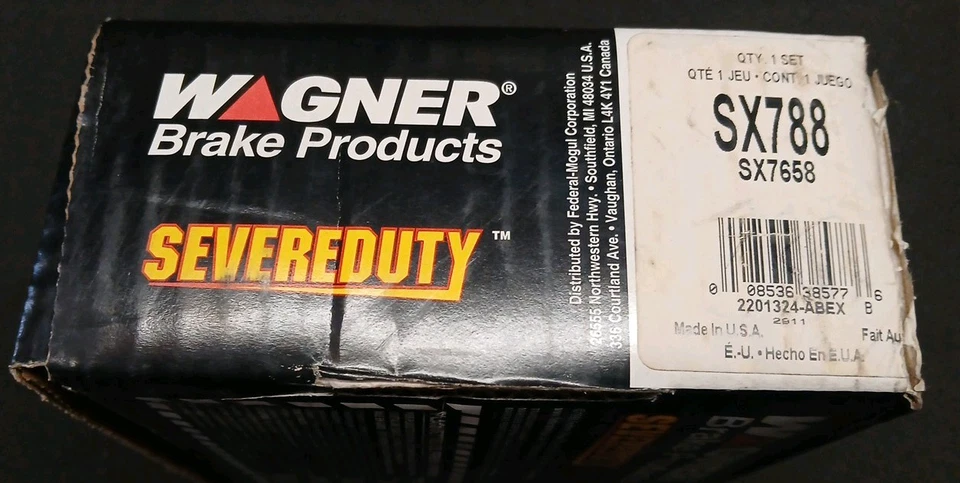 WAGNER®
Brake Products
SEVEREDUTY™
Distributed by Federal-Mogul Corporation
26555 Northwestern Hwy. • Southfield, MI 48034 U.S.A.
336 Courtland Ave. • Vaughan, Ontario L4K 4Y1 Canada
QTY. 1 SET
QTÉ 1 JEU • CONT. 1 JUEGO
SX788
SX7658
0 08536 38577 6
2201324-ABEX B
2911
Made In U.S.A. Fait Au
É.-U. • Hecho En E.U.A.